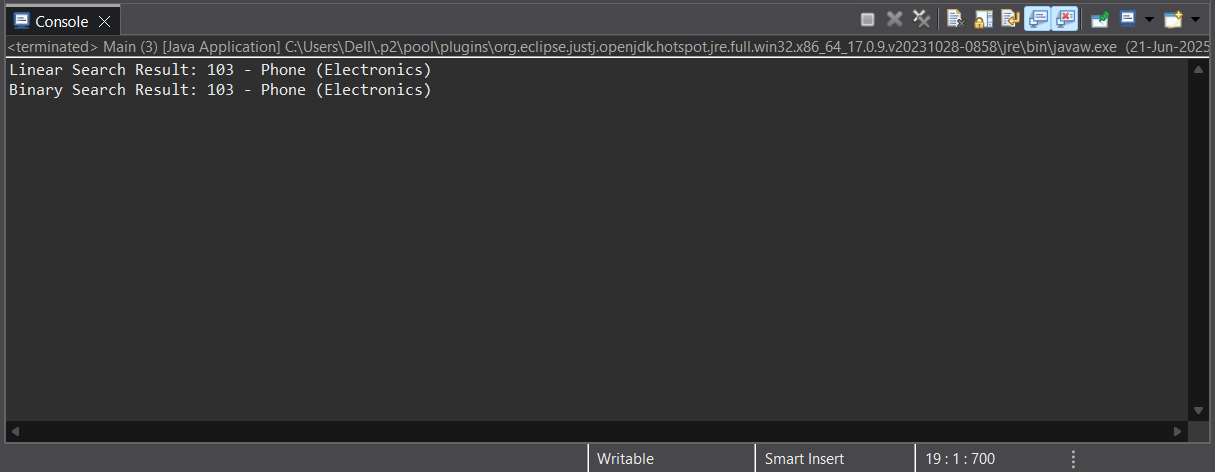 Console
<terminated> Main (3) [Java Application] C:\Users\Dell\.p2\pool\plugins\org.eclipse.justj.openjdk.hotspot.jre.full.win32.x86_64_17.0.9.v20231028-0858\jre\bin\javaw.exe (21-Jun-2025
Linear Search Result: 103 - Phone (Electronics)
Binary Search Result: 103 - Phone (Electronics)
Writable Smart Insert 19 : 1 : 700